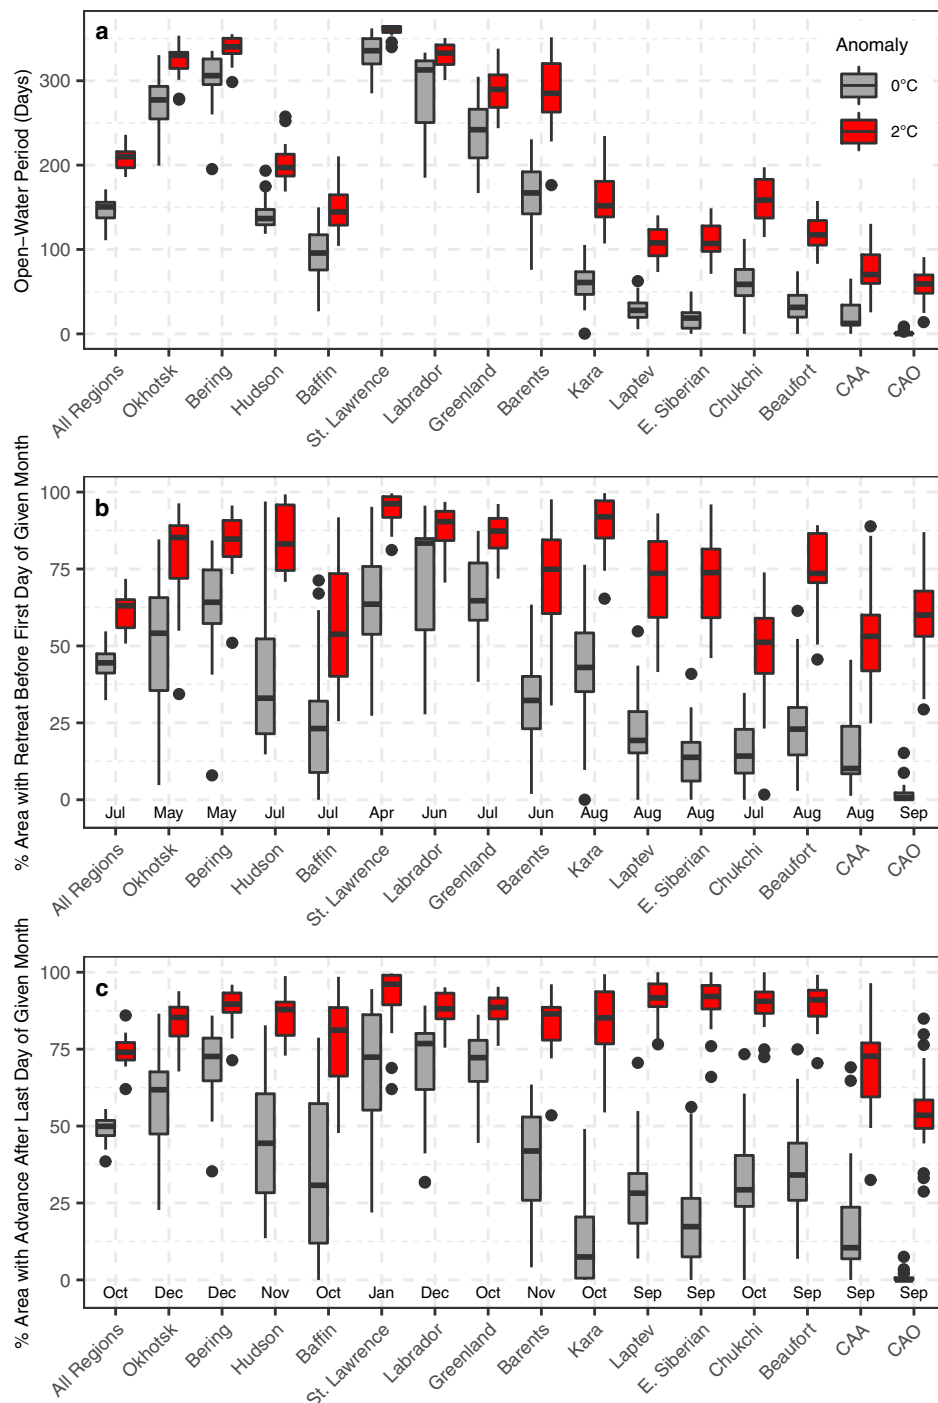 a
Anomaly
0°C
2°C
Open−Water Period (Days)
300
200
100
0
All Regions
Okhotsk
Bering
Hudson
Baffin
St. Lawrence
Labrador
Greenland
Barents
Kara
Laptev
E. Siberian
Chukchi
Beaufort
CAA
CAO
b
% Area with Retreat Before First Day of Given Month
100
75
50
25
0
Jul May May Jul Jul Apr Jun Jul Jun Aug Aug Aug Jul Aug Aug Sep
All Regions
Okhotsk
Bering
Hudson
Baffin
St. Lawrence
Labrador
Greenland
Barents
Kara
Laptev
E. Siberian
Chukchi
Beaufort
CAA
CAO
c
% Area with Advance After Last Day of Given Month
100
75
50
25
0
Oct Dec Dec Nov Oct Jan Dec Oct Nov Oct Sep Sep Oct Sep Sep Sep
All Regions
Okhotsk
Bering
Hudson
Baffin
St. Lawrence
Labrador
Greenland
Barents
Kara
Laptev
E. Siberian
Chukchi
Beaufort
CAA
CAO